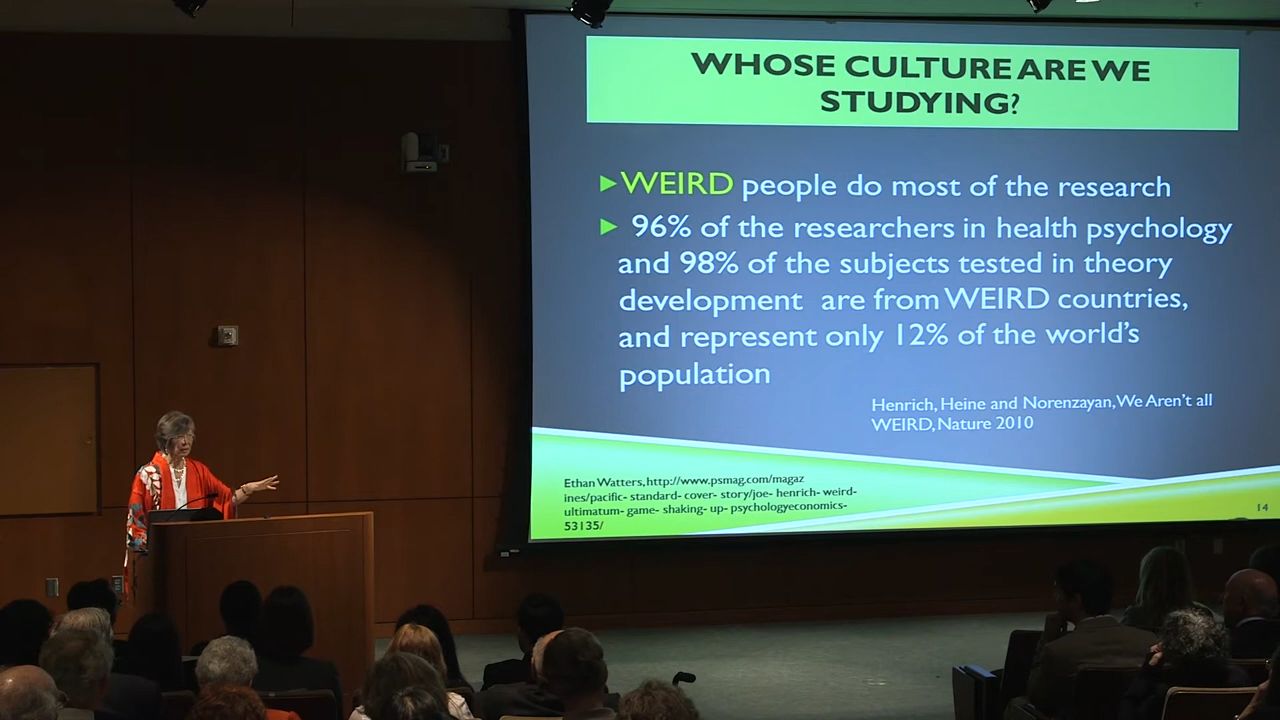 WHOSE CULTURE ARE WE
STUDYING?
►WEIRD people do most of the research
► 96% of the researchers in health psychology
and 98% of the subjects tested in theory
development are from WEIRD countries,
and represent only 12% of the world's
population
Henrich, Heine and Norenzayan, We Aren't all
WEIRD, Nature 2010
Ethan Watters, http://www.psmag.com/magaz
ines/pacific- standard- cover- story/joe- henrich- weird-
ultimatum- game- shaking- up- psychologyeconomics-
53135/
14